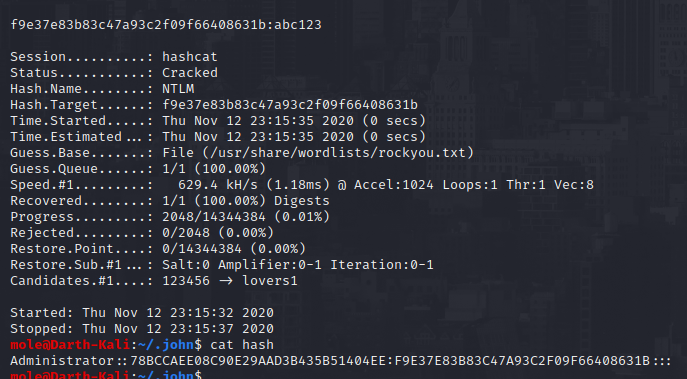 f9e37e83b83c47a93c2f09f66408631b:abc123
Session..........: hashcat
Status...........: Cracked
Hash.Name........: NTLM
Hash.Target......: f9e37e83b83c47a93c2f09f66408631b
Time.Started.....: Thu Nov 12 23:15:35 2020 (0 secs)
Time.Estimated...: Thu Nov 12 23:15:35 2020 (0 secs)
Guess.Base.......: File (/usr/share/wordlists/rockyou.txt)
Guess.Queue......: 1/1 (100.00%)
Speed.#1.........:   629.4 kH/s (1.18ms) @ Accel:1024 Loops:1 Thr:1 Vec:8
Recovered........: 1/1 (100.00%) Digests
Progress.........: 2048/14344384 (0.01%)
Rejected.........: 0/2048 (0.00%)
Restore.Point....: 0/14344384 (0.00%)
Restore.Sub.#1...: Salt:0 Amplifier:0-1 Iteration:0-1
Candidates.#1....: 123456 -> lovers1
Started: Thu Nov 12 23:15:32 2020
Stopped: Thu Nov 12 23:15:37 2020
mole@Darth-Kali:~/.john$ cat hash
Administrator::78BCCAEE08C90E29AAD3B435B51404EE:F9E37E83B83C47A93C2F09F66408631B:::
mole@Darth-Kali:~/.john$